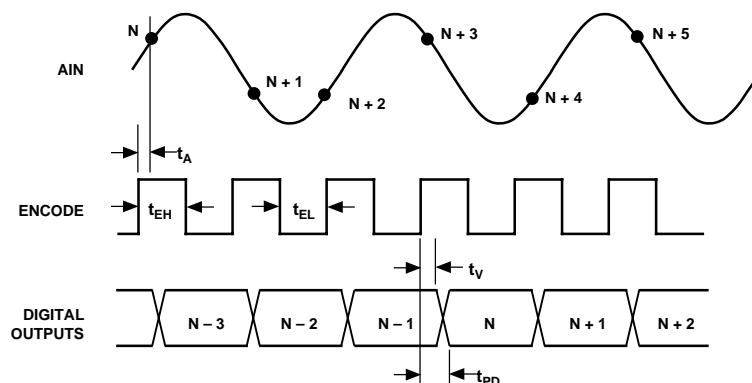 N
N + 3
N + 5
AIN
N + 1
N + 2
N + 4
tA
ENCODE
tEH
tEL
tV
DIGITAL
OUTPUTS
N – 3
N – 2
N – 1
N
N + 1
N + 2
tPD